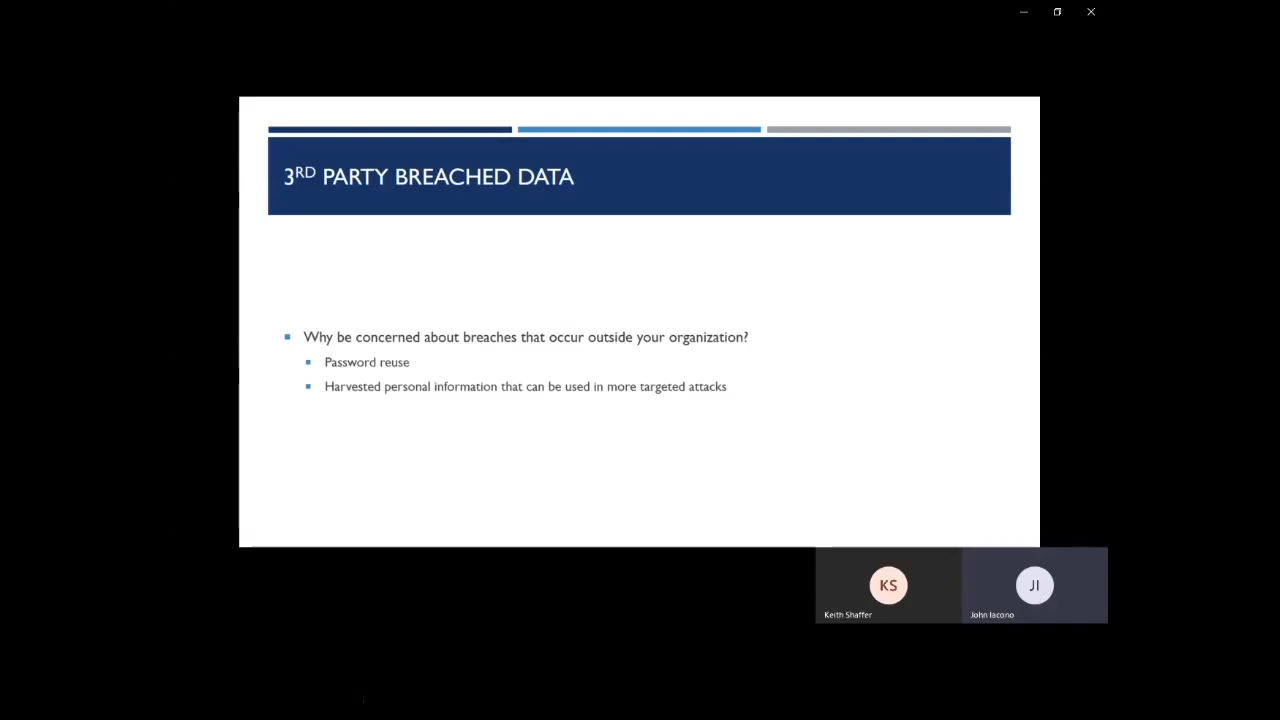 3RD PARTY BREACHED DATA
Why be concerned about breaches that occur outside your organization?
Password reuse
Harvested personal information that can be used in more targeted attacks
KS
JI
Keith Shaffer
John Iacono